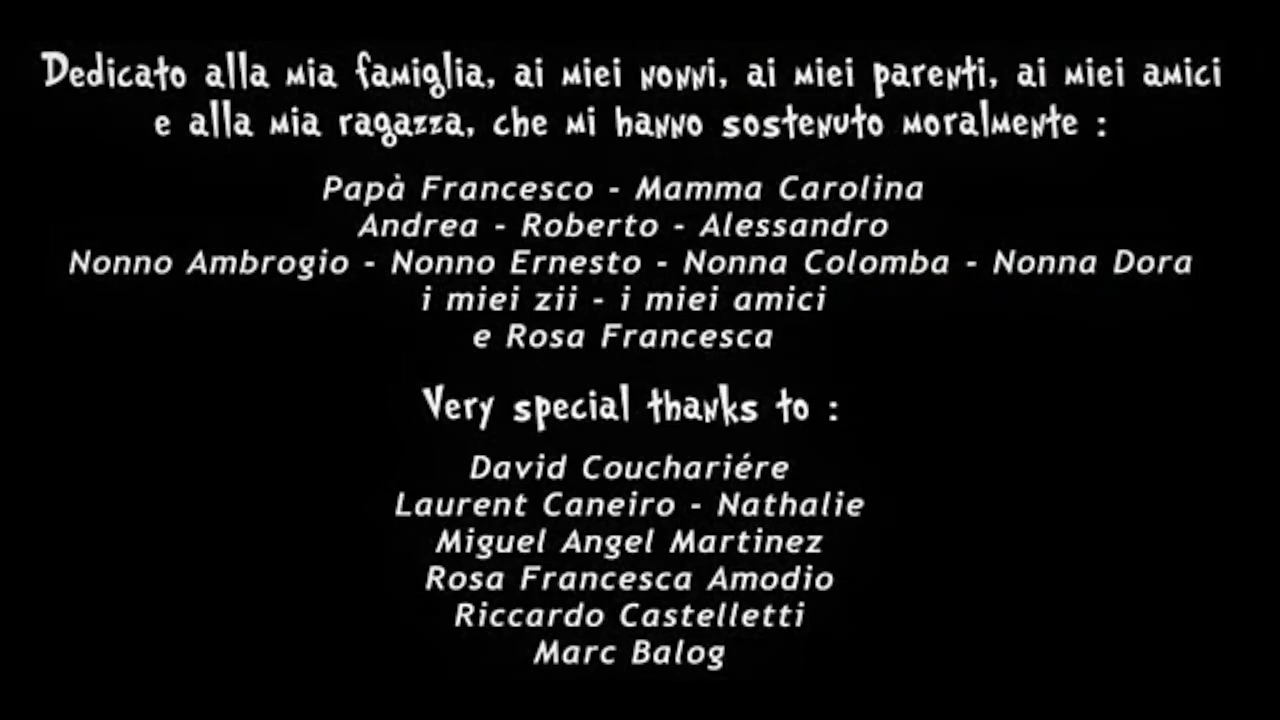 Dedicato alla mia famiglia, ai miei nonni, ai miei parenti, ai miei amici
e alla mia ragazza, che mi hanno sostenuto moralmente :
Papà Francesco - Mamma Carolina
Andrea - Roberto - Alessandro
Nonno Ambrogio - Nonno Ernesto - Nonna Colomba - Nonna Dora
i miei zii - i miei amici
e Rosa Francesca
Very special thanks to :
David Couchariére
Laurent Caneiro - Nathalie
Miguel Angel Martinez
Rosa Francesca Amodio
Riccardo Castelletti
Marc Balog